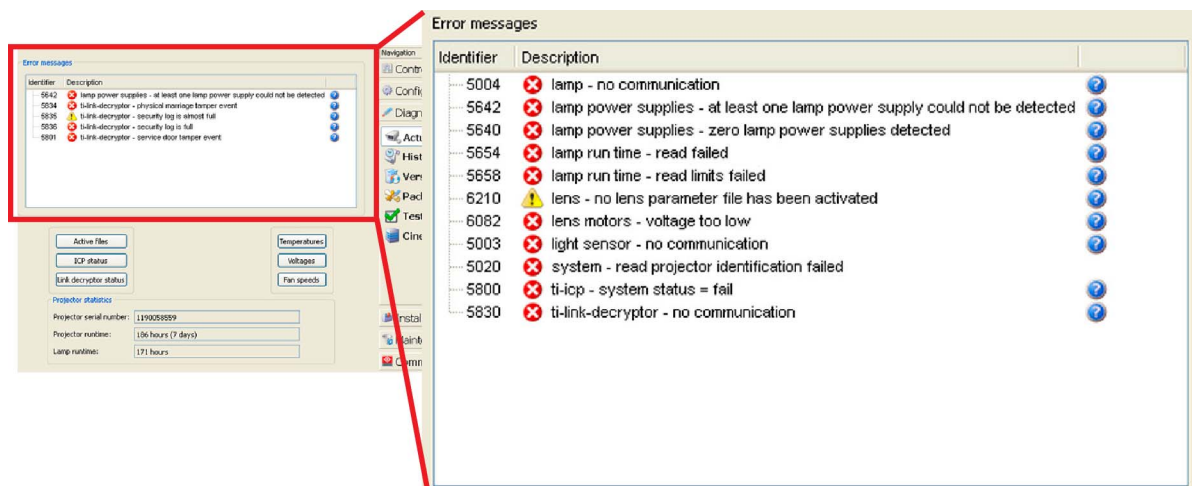 Error messages
Identifier Description
5642 lamp power supplies - at least one lamp power supply could not be detected
5834 ti-link-decryptor - physical marriage tamper event
5835 ti-link-decryptor - security log is almost full
5836 ti-link-decryptor - security log is full
5891 ti-link-decryptor - service door tamper event
Active files
Temperatures
ICP status
Voltages
Link decryptor status
Fan speeds
Projector statistics
Projector serial number: 1190058559
Projector runtime: 186 hours (7 days)
Lamp runtime: 171 hours
Navigation
Contr
Config
Diagn
Actu
Hist
Vers
Pack
Test
Cine
Instal
Mainte
Comm
Error messages
Identifier Description
5004 lamp - no communication
5642 lamp power supplies - at least one lamp power supply could not be detected
5640 lamp power supplies - zero lamp power supplies detected
5654 lamp run time - read failed
5658 lamp run time - read limits failed
6210 lens - no lens parameter file has been activated
6082 lens motors - voltage too low
5003 light sensor - no communication
5020 system - read projector identification failed
5800 ti-icp - system status = fail
5830 ti-link-decryptor - no communication